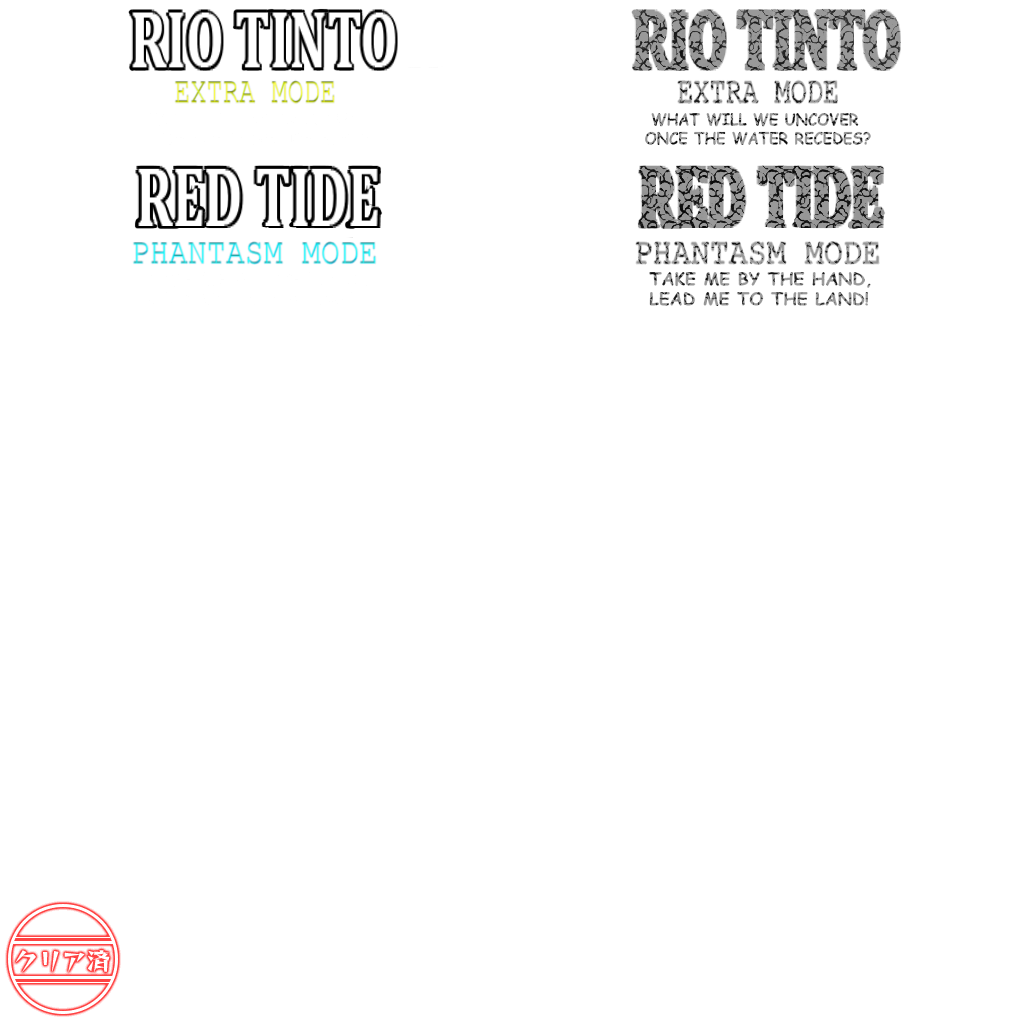 RIO TINTO
EXTRA MODE
RIO TINTO
EXTRA MODE
WHAT WILL WE UNCOVER
ONCE THE WATER RECEDES?
RED TIDE
PHANTASM MODE
RED TIDE
PHANTASM MODE
TAKE ME BY THE HAND,
LEAD ME TO THE LAND!
クリア済